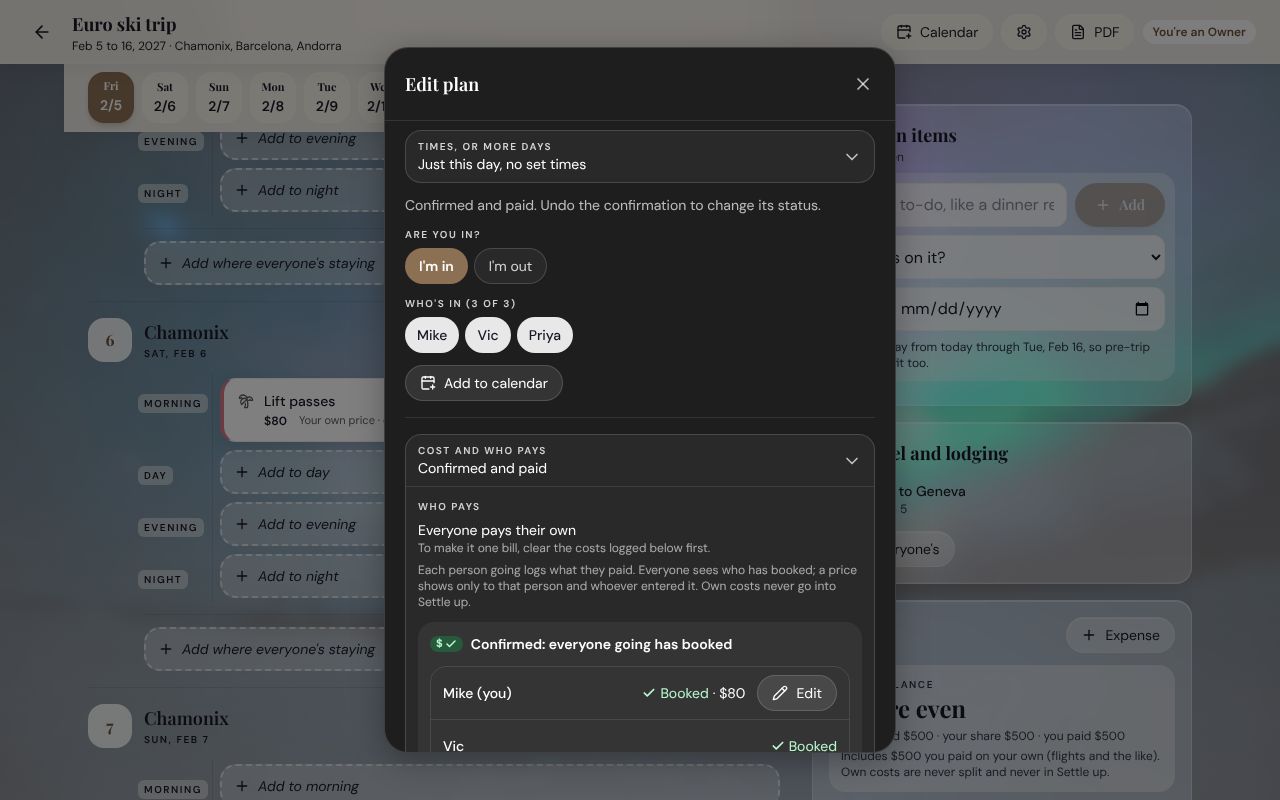 Euro ski trip
Feb 5 to 16, 2027 · Chamonix, Barcelona, Andorra
Calendar
PDF
You're an Owner
Fri 2/5
Sat 2/6
Sun 2/7
Mon 2/8
Tue 2/9
EVENING
Add to evening
NIGHT
Add to night
Add where everyone's staying
6
Chamonix
SAT, FEB 6
MORNING
Lift passes
$80 Your own price ·
DAY
Add to day
EVENING
Add to evening
NIGHT
Add to night
Add where everyone's staying
7
Chamonix
SUN, FEB 7
MORNING
Add to morning
Edit plan
TIMES, OR MORE DAYS
Just this day, no set times
Confirmed and paid. Undo the confirmation to change its status.
ARE YOU IN?
I'm in
I'm out
WHO'S IN (3 OF 3)
Mike
Vic
Priya
Add to calendar
COST AND WHO PAYS
Confirmed and paid
WHO PAYS
Everyone pays their own
To make it one bill, clear the costs logged below first.
Each person going logs what they paid. Everyone sees who has booked; a price
shows only to that person and whoever entered it. Own costs never go into
Settle up.
$ ✓ Confirmed: everyone going has booked
Mike (you)
✓ Booked · $80
Edit
Vic
✓ Booked
items
to-do, like a dinner re
Add
on it?
mm/dd/yyyy
from today through Tue, Feb 16, so pre-trip
it too.
and lodging
to Geneva
5
Expense
even
$500 · your share $500 · you paid $500
Includes $500 you paid on your own (flights and the like).
Own costs are never split and never in Settle up.